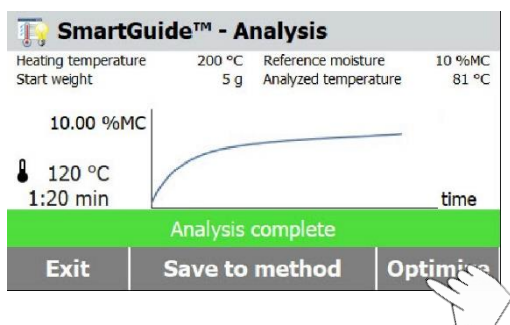 SmartGuide™ - Analysis
Heating temperature 200 °C Reference moisture 10 %MC
Start weight 5 g Analyzed temperature 81 °C
10.00 %MC
120 °C
1:20 min
time
Analysis complete
Exit Save to method Optimise